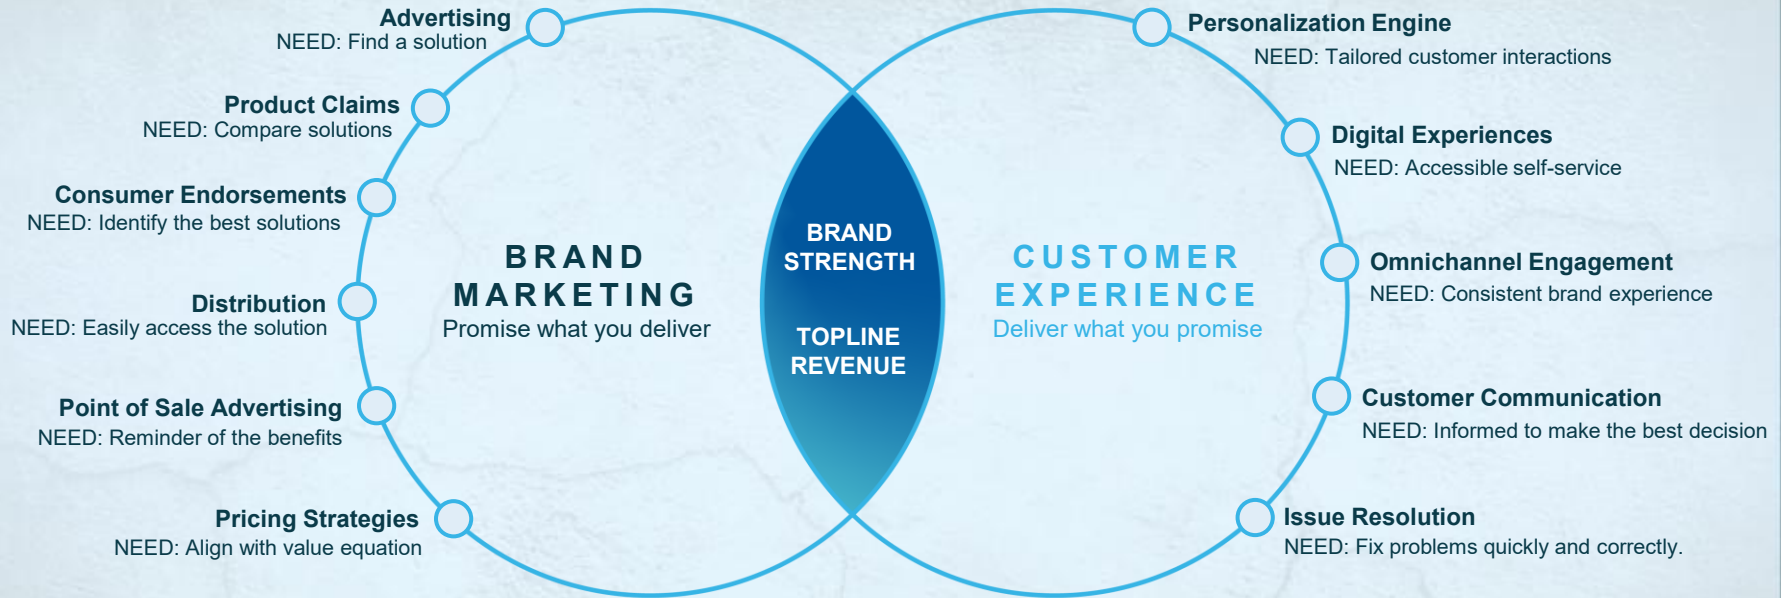 Advertising
NEED: Find a solution
Product Claims
NEED: Compare solutions
Consumer Endorsements
NEED: Identify the best solutions
Distribution
NEED: Easily access the solution
Point of Sale Advertising
NEED: Reminder of the benefits
Pricing Strategies
NEED: Align with value equation
BRAND
MARKETING
Promise what you deliver
BRAND
STRENGTH
TOPLINE
REVENUE
CUSTOMER
EXPERIENCE
Deliver what you promise
Personalization Engine
NEED: Tailored customer interactions
Digital Experiences
NEED: Accessible self-service
Omnichannel Engagement
NEED: Consistent brand experience
Customer Communication
NEED: Informed to make the best decision
Issue Resolution
NEED: Fix problems quickly and correctly.